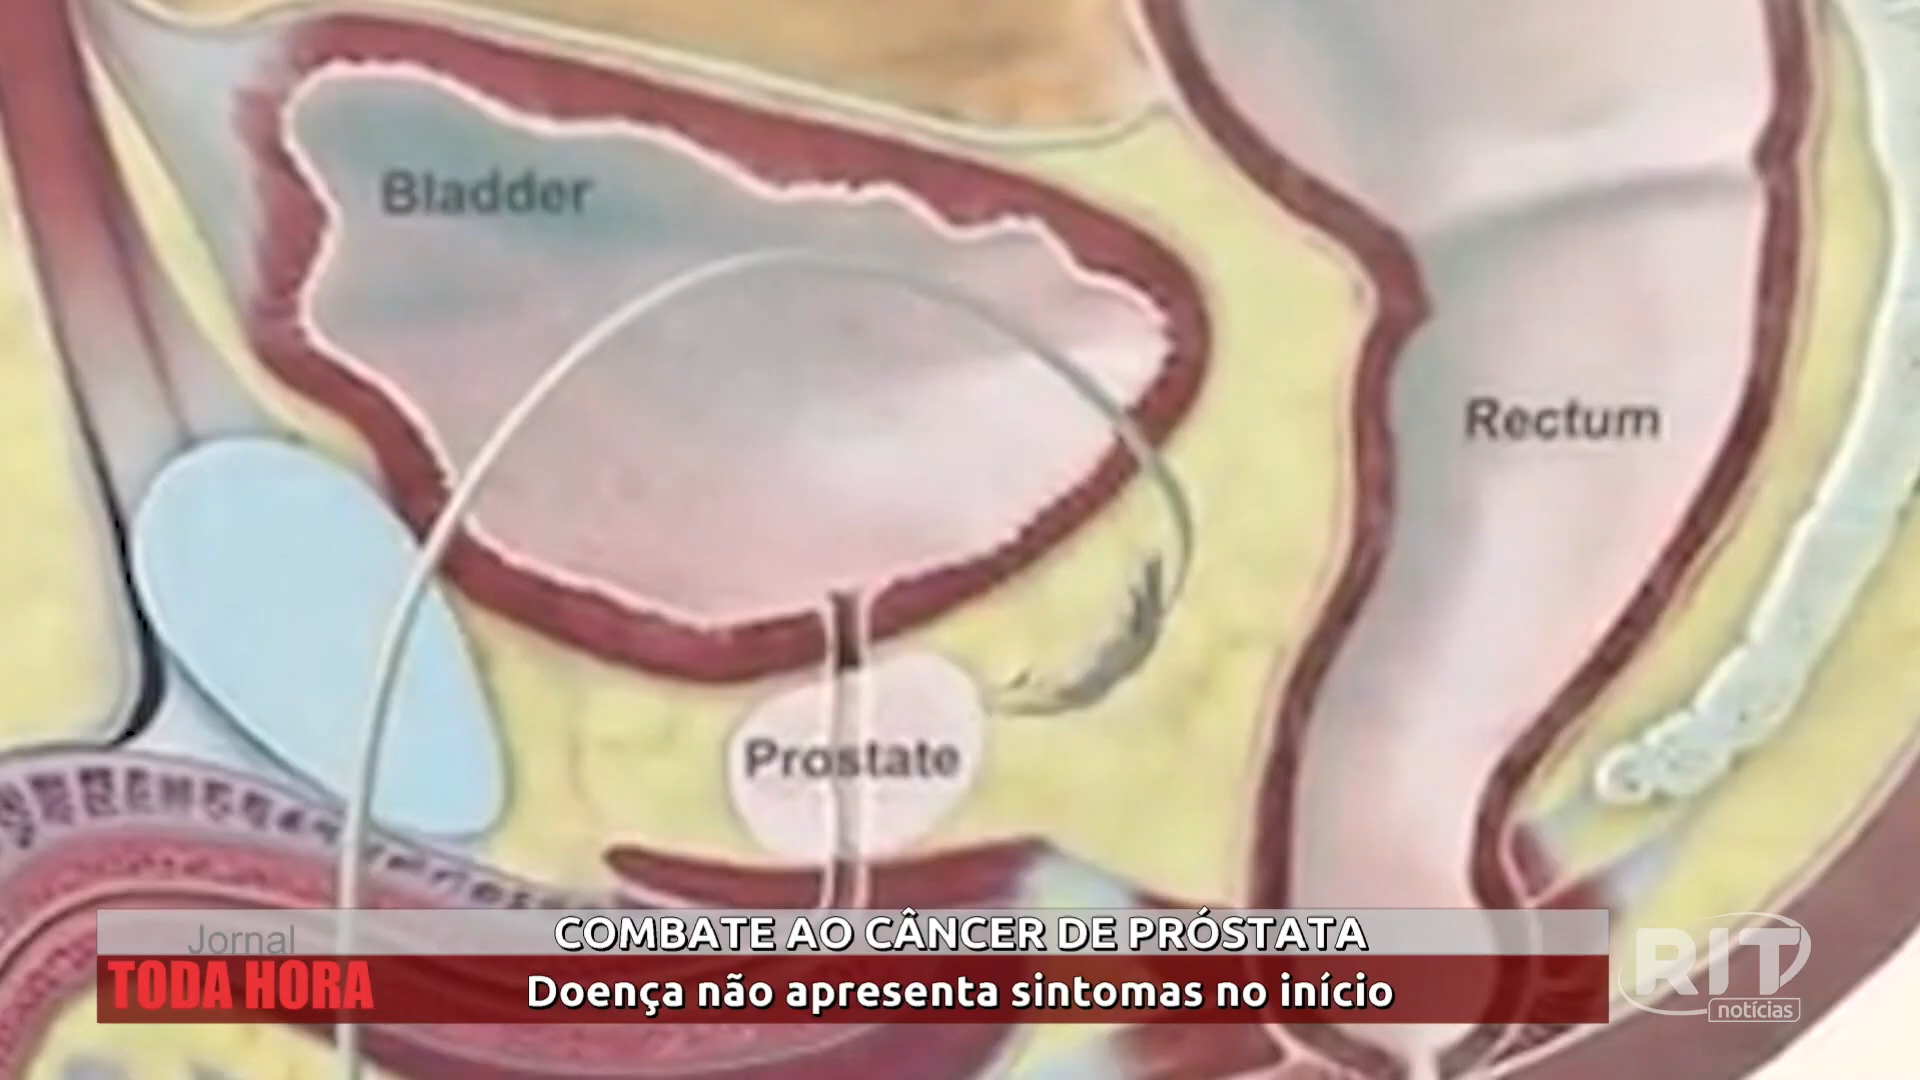 Bladder
Rectum
Prostate
Jornal
TODA HORA
COMBATE AO CÂNCER DE PRÓSTATA
Doença não apresenta sintomas no início
RIT
notícias